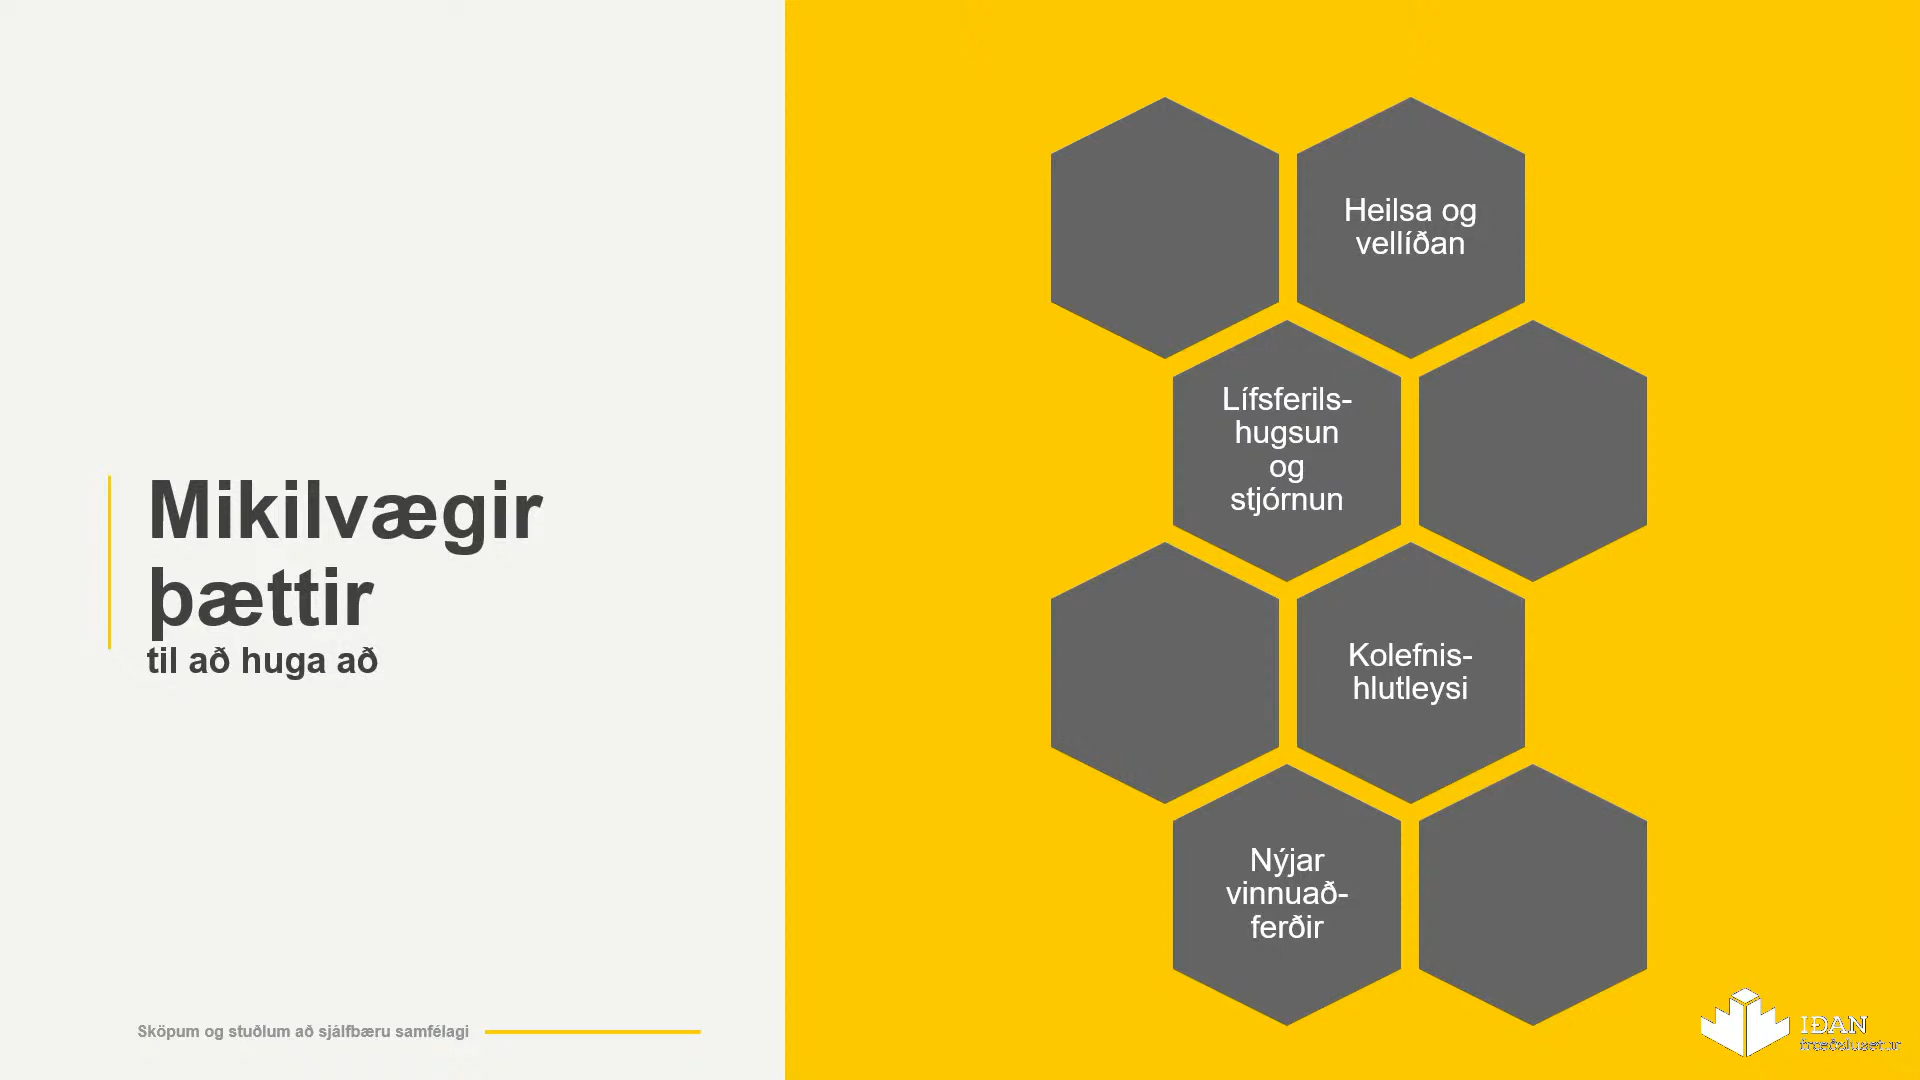 Mikilvægir
þættir
til að huga að
Heilsa og
vellíðan
Lífsferils-
hugsun
og
stjórnun
Kolefnis-
hlutleysi
Nýjar
vinnuað-
ferðir
Sköpum og stuðlum að sjálfbæru samfélagi
IÐAN
fræðslusetur